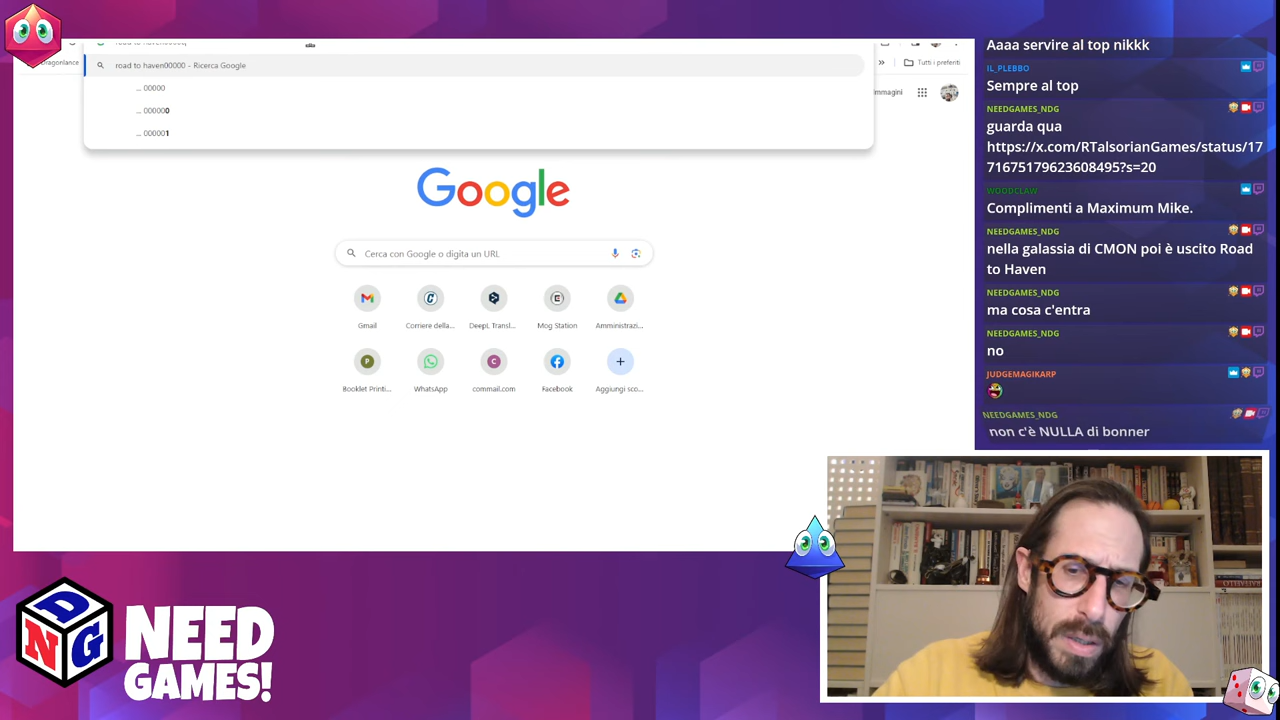 road to haven00000
Dragonlance
»
Tutti i preferiti
road to haven00000 - Ricerca Google
... 00000
... 000000
... 000001
immagini
Google
Cerca con Google o digita un URL
Gmail
Corriere della...
DeepL Transl...
Mog Station
Amministrazi...
Booklet Printi...
WhatsApp
commail.com
Facebook
Aggiungi sco...
Aaaa servire al top nikkk
IL_PLEBBO
Sempre al top
NEEDGAMES_NDG
guarda qua
https://x.com/RTalsorianGames/status/17
71675179623608495?s=20
WOODCLAW
Complimenti a Maximum Mike.
NEEDGAMES_NDG
nella galassia di CMON poi è uscito Road
to Haven
NEEDGAMES_NDG
ma cosa c'entra
NEEDGAMES_NDG
no
JUDGEMAGIKARP
NEEDGAMES_NDG
non c'è NULLA di bonner
D
N G
NEED
GAMES!